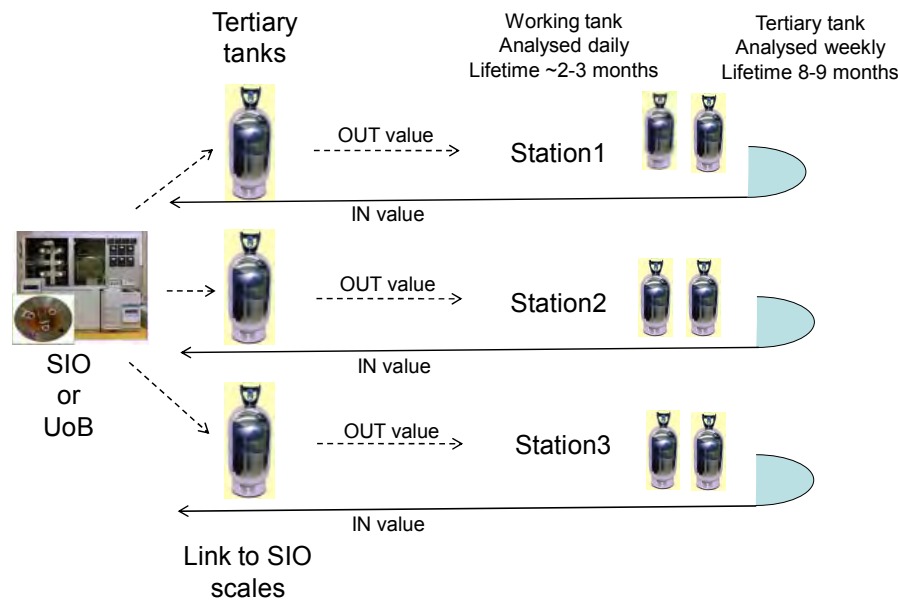 Tertiary
tanks
Working tank
Analysed daily
Lifetime ~2-3 months
Tertiary tank
Analysed weekly
Lifetime 8-9 months
OUT value
Station1
IN value
OUT value
Station2
IN value
SIO
or
UoB
OUT value
Station3
IN value
Link to SIO
scales